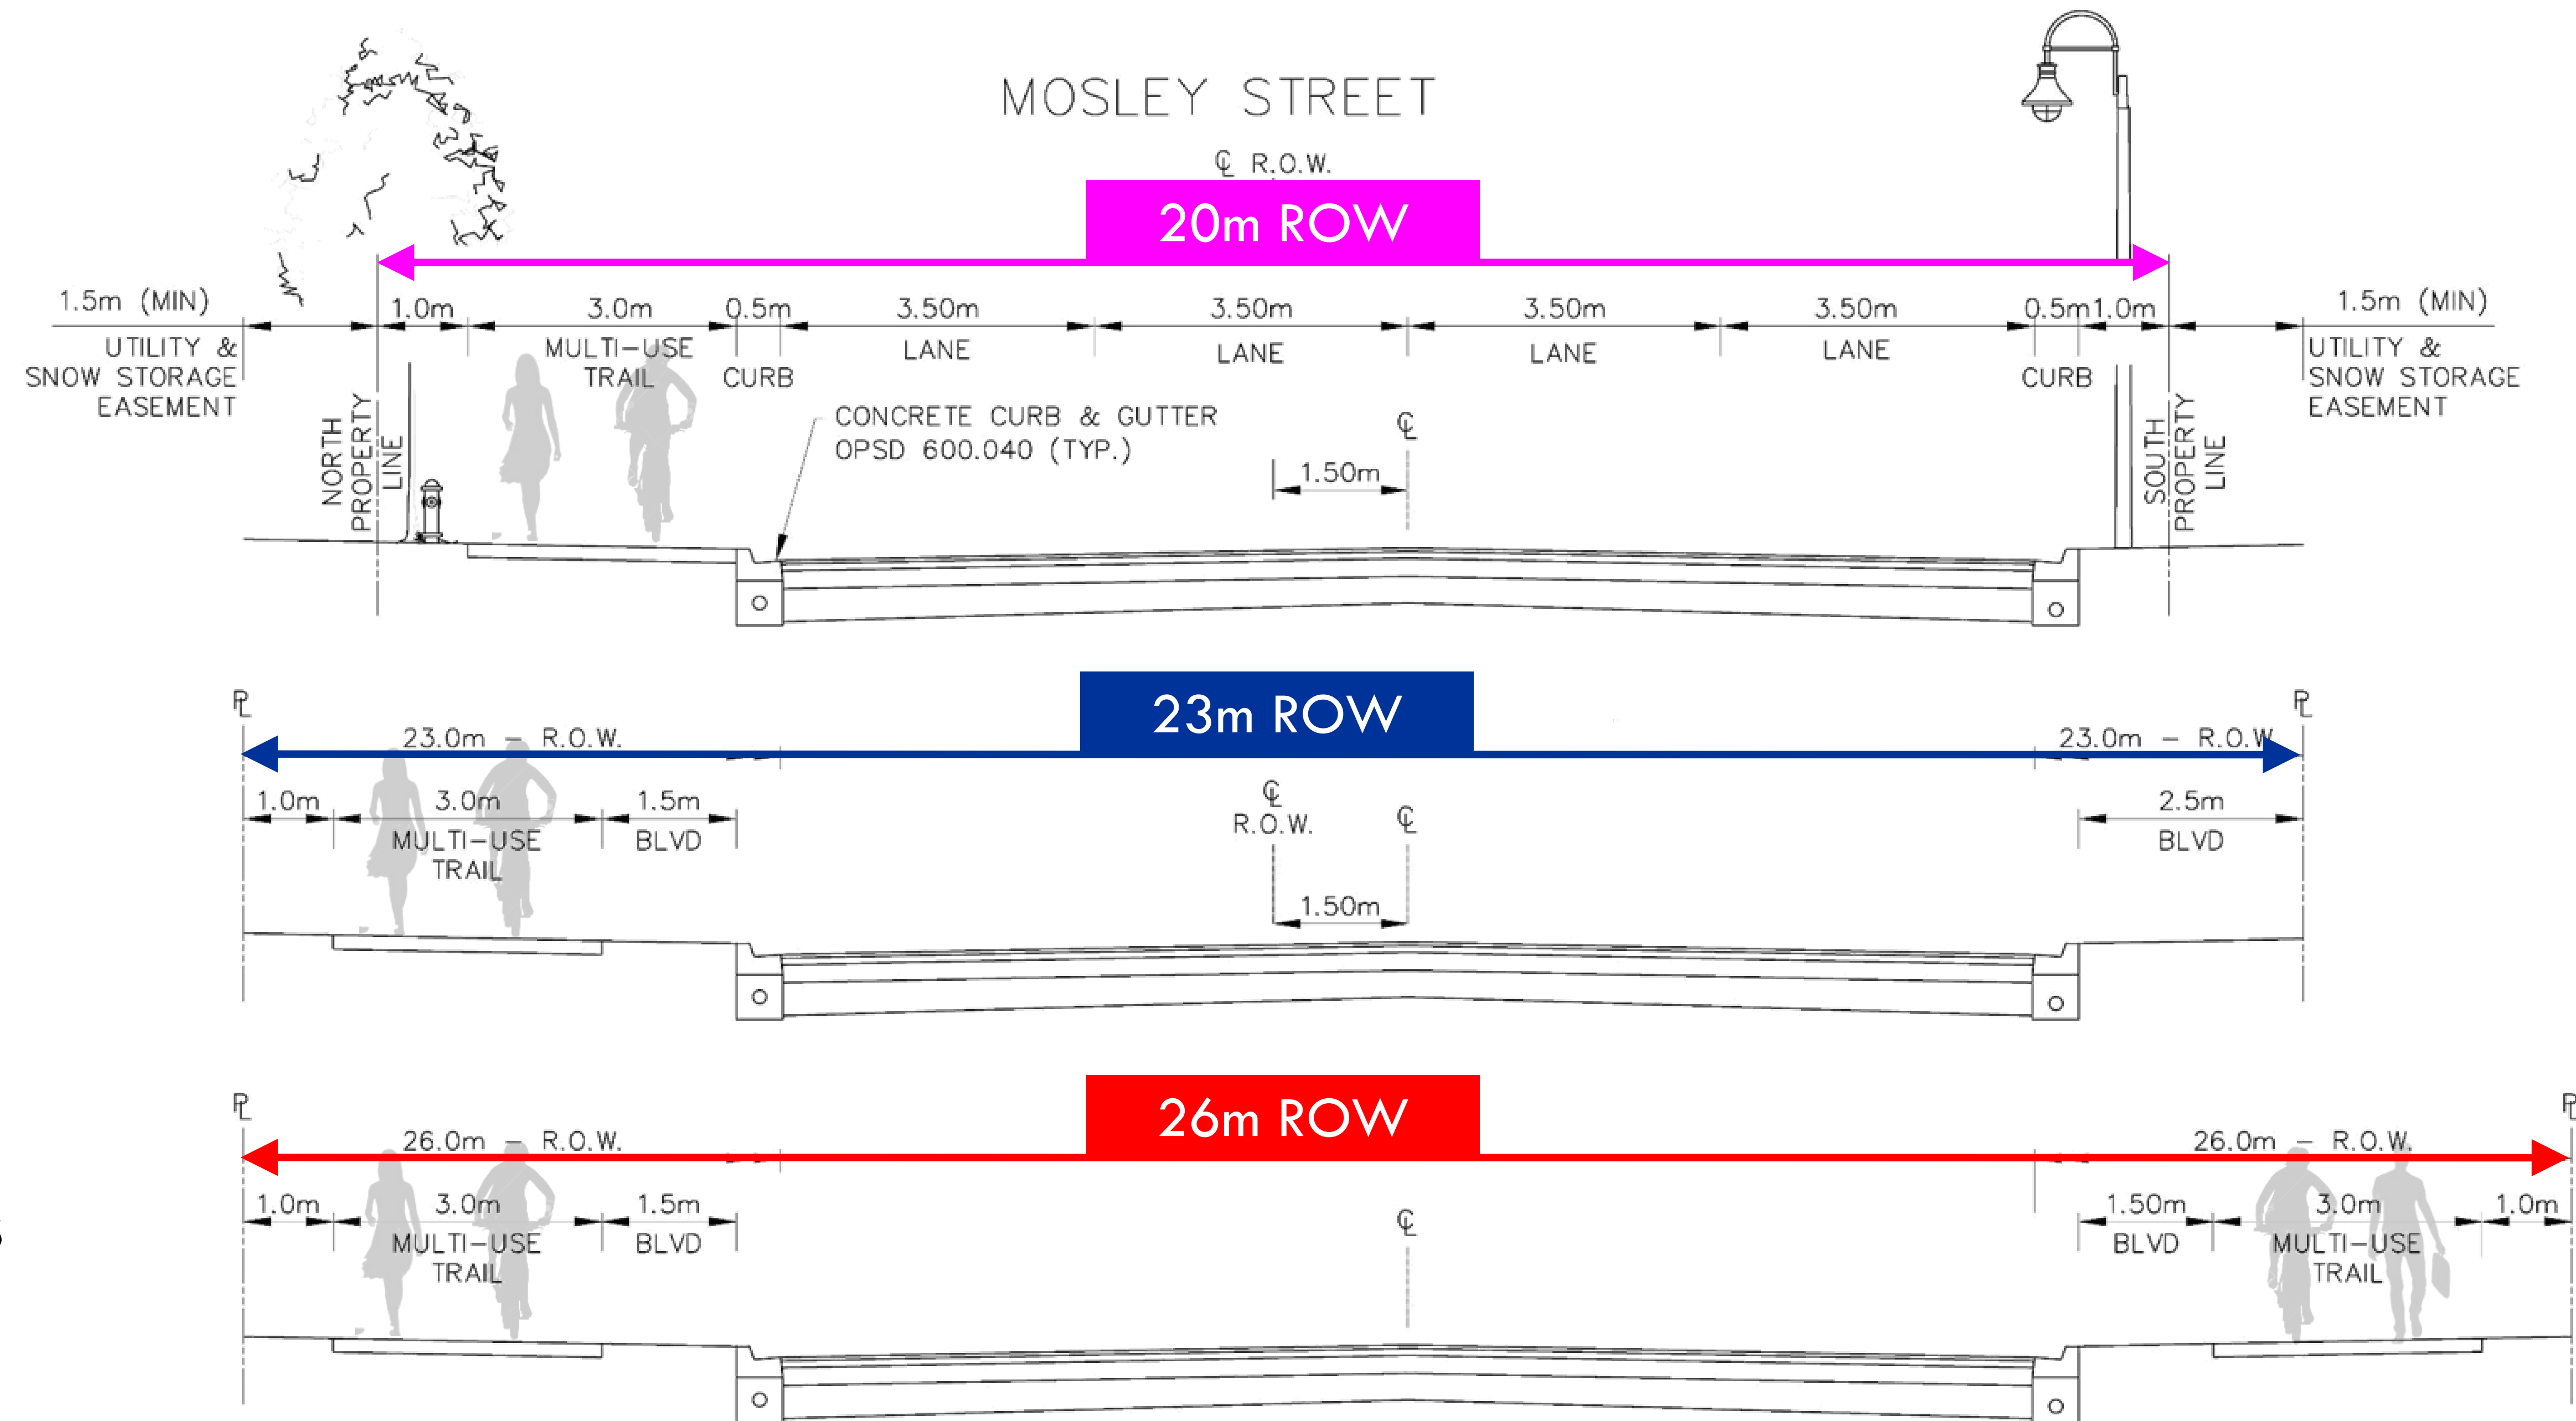 MOSLEY STREET
℄ R.O.W.
20m ROW
1.5m (MIN)
1.0m
3.0m
0.5m
3.50m
3.50m
3.50m
3.50m
0.5m
1.0m
1.5m (MIN)
UTILITY &
SNOW STORAGE
EASEMENT
MULTI-USE
TRAIL
CURB
LANE
LANE
LANE
LANE
CURB
UTILITY &
SNOW STORAGE
EASEMENT
NORTH
PROPERTY
LINE
CONCRETE CURB & GUTTER
OPSD 600.040 (TYP.)
℄
1.50m
SOUTH
PROPERTY
LINE
23m ROW
PL
PL
23.0m - R.O.W.
23.0m - R.O.W
1.0m
3.0m
1.5m
℄
R.O.W.
℄
2.5m
MULTI-USE
TRAIL
BLVD
BLVD
1.50m
26m ROW
PL
PL
26.0m - R.O.W.
26.0m - R.O.W.
1.0m
3.0m
1.5m
℄
1.50m
3.0m
1.0m
MULTI-USE
TRAIL
BLVD
BLVD
MULTI-USE
TRAIL